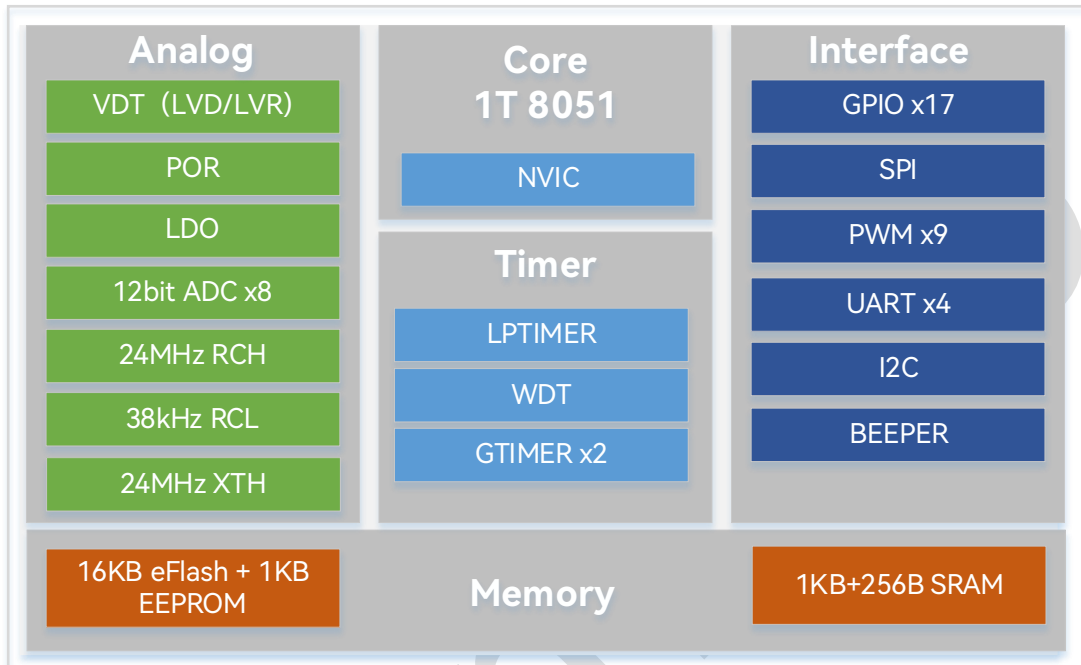 Analog
VDT（LVD/LVR）
POR
LDO
12bit ADC x8
24MHz RCH
38kHz RCL
24MHz XTH
Core
1T 8051
NVIC
Timer
LPTIMER
WDT
GTIMER x2
Interface
GPIO x17
SPI
PWM x9
UART x4
I2C
BEEPER
16KB eFlash + 1KB
EEPROM
Memory
1KB+256B SRAM